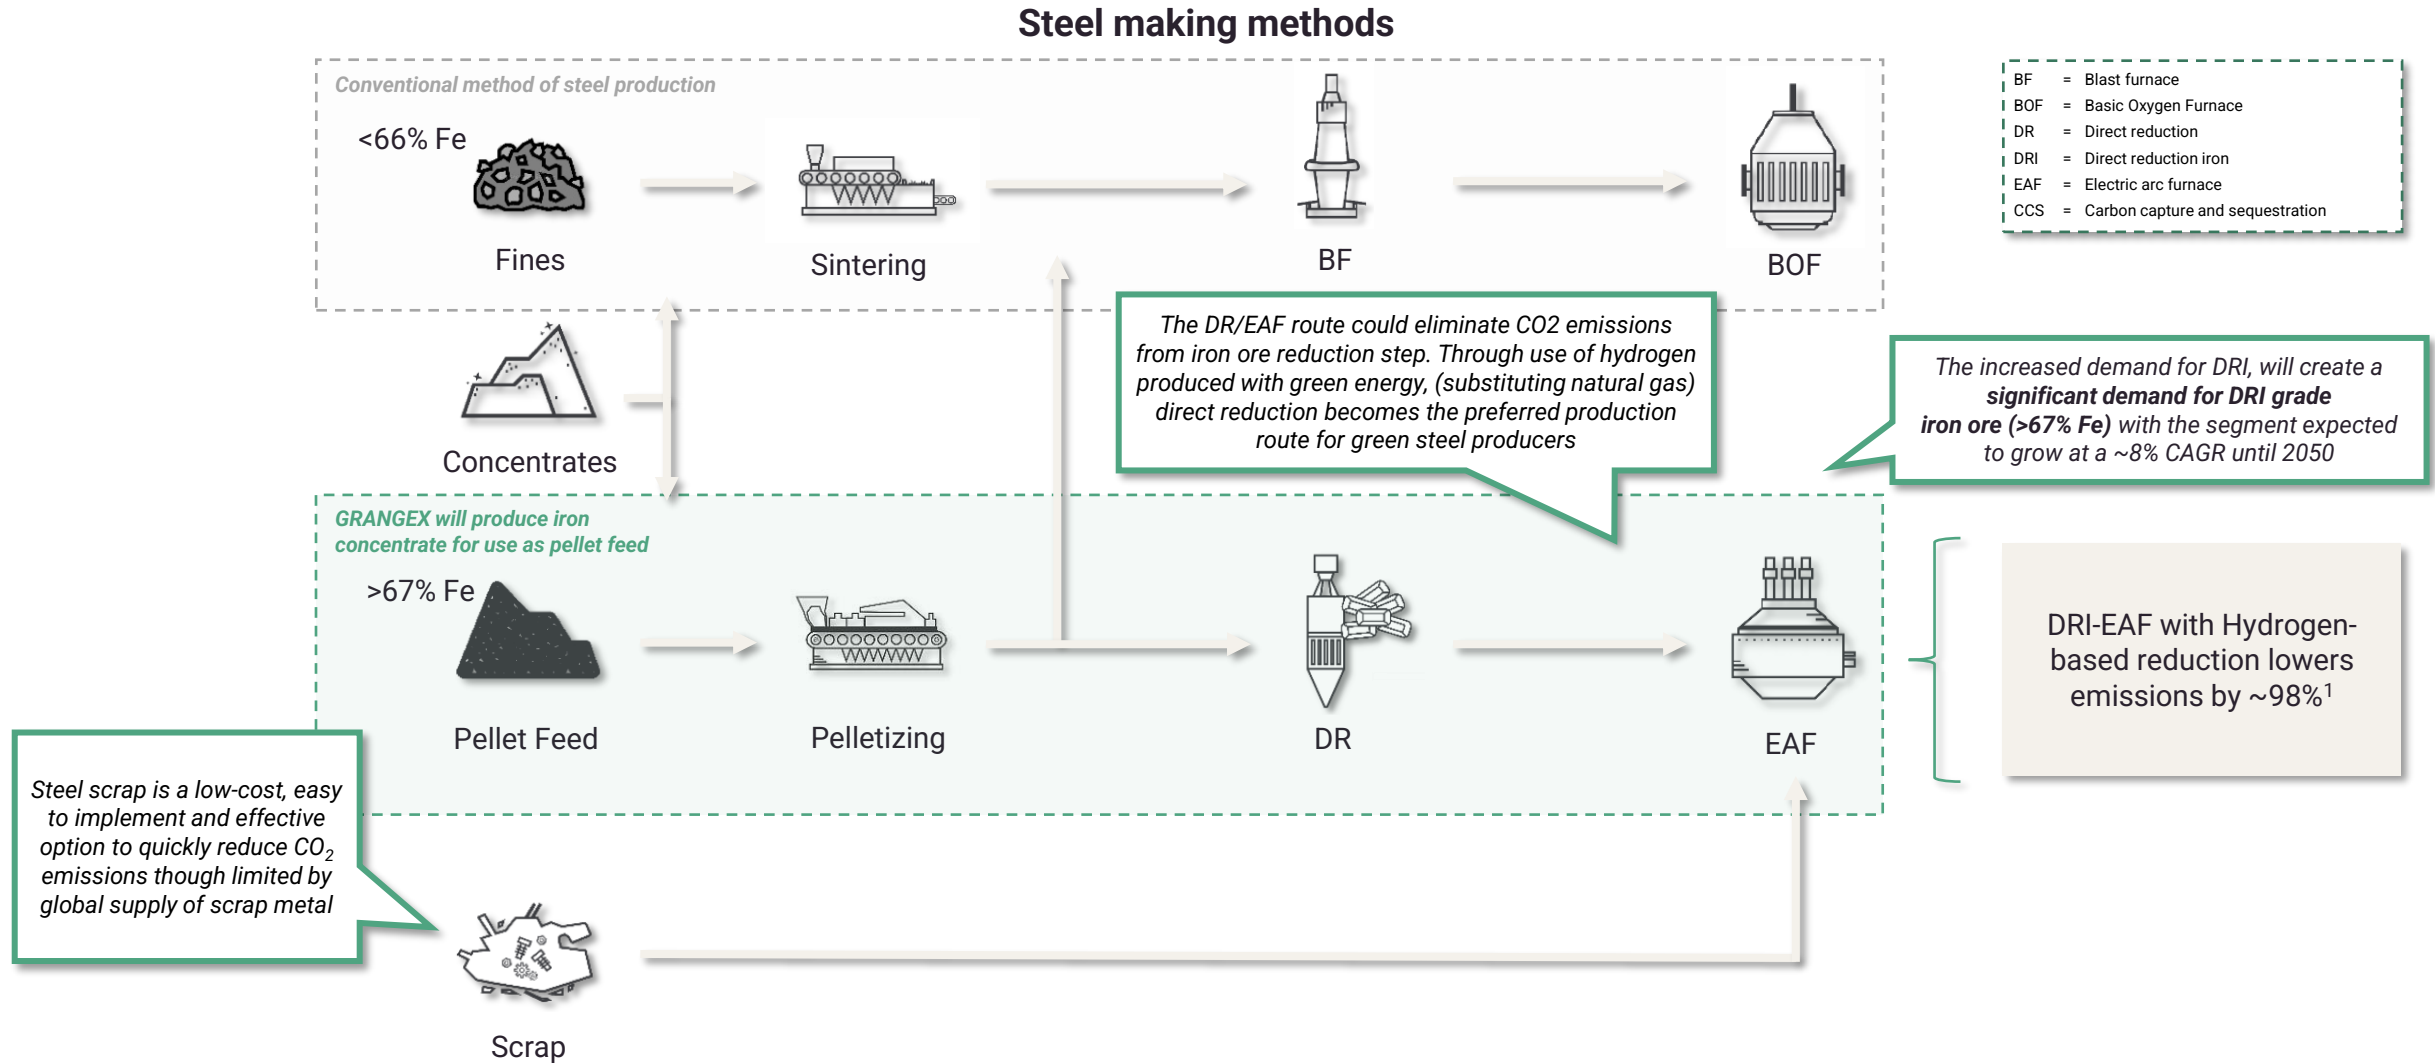 Steel making methods
Conventional method of steel production
<66% Fe
Fines
Sintering
BF
BOF
BF = Blast furnace
BOF = Basic Oxygen Furnace
DR = Direct reduction
DRI = Direct reduction iron
EAF = Electric arc furnace
CCS = Carbon capture and sequestration
Concentrates
The DR/EAF route could eliminate CO2 emissions
from iron ore reduction step. Through use of hydrogen
produced with green energy, (substituting natural gas)
direct reduction becomes the preferred production
route for green steel producers
The increased demand for DRI, will create a
significant demand for DRI grade
iron ore (>67% Fe) with the segment expected
to grow at a ~8% CAGR until 2050
GRANGEX will produce iron
concentrate for use as pellet feed
>67% Fe
Pellet Feed
Pelletizing
DR
EAF
DRI-EAF with Hydrogen-
based reduction lowers
emissions by ~98%¹
Steel scrap is a low-cost, easy
to implement and effective
option to quickly reduce CO₂
emissions though limited by
global supply of scrap metal
Scrap